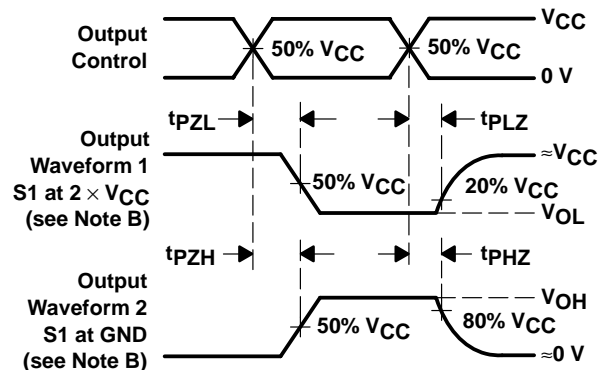 Output
Control
50% VCC
50% VCC
VCC
0 V
tPZL
tPLZ
Output
Waveform 1
S1 at 2 × VCC
(see Note B)
50% VCC
20% VCC
≈VCC
VOL
tPZH
tPHZ
Output
Waveform 2
S1 at GND
(see Note B)
50% VCC
80% VCC
VOH
≈0 V